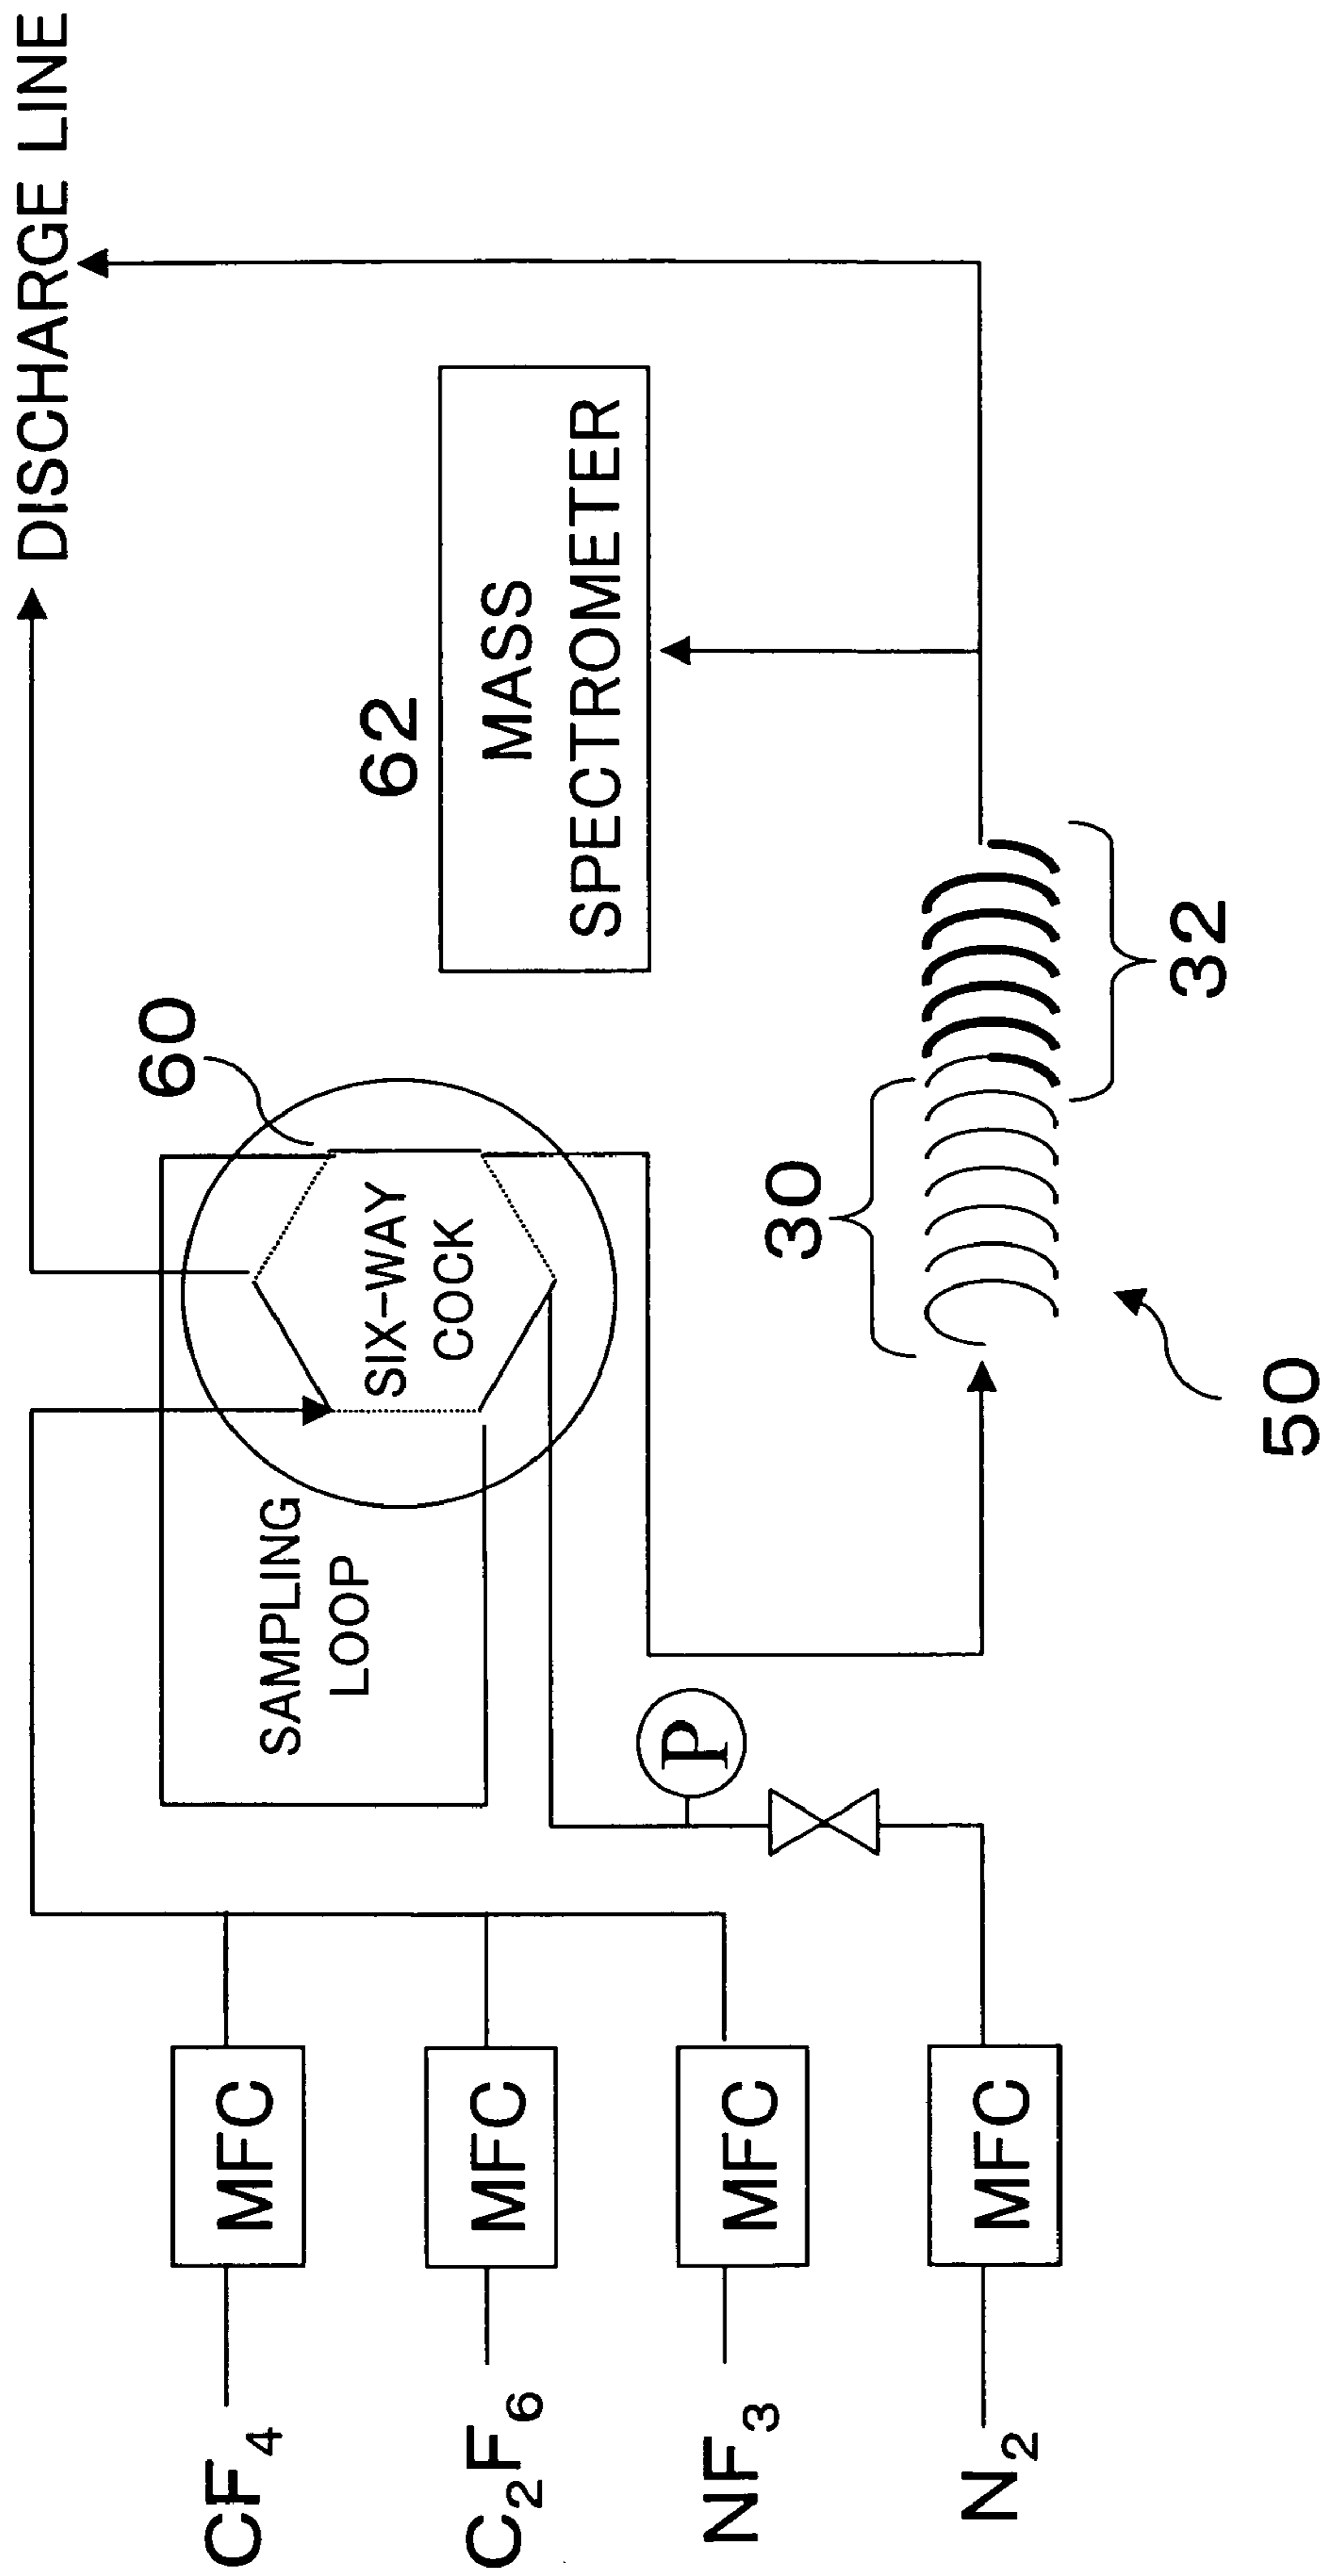 DISCHARGE LINE
60
SAMPLING
LOOP
SIX-WAY
COCK
62
MASS
SPECTROMETER
CF4 MFC
C2F6 MFC
NF3 MFC
N2 MFC
P
30
32
50